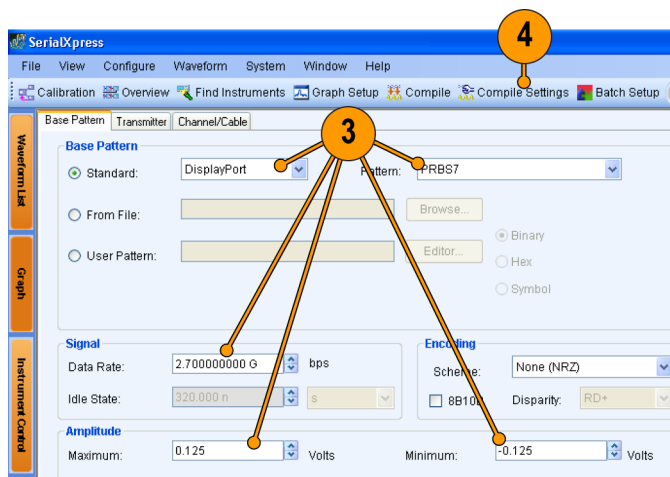 SerialXpress
4
File View Configure Waveform System Window Help
Calibration Overview Find Instruments Graph Setup Compile Compile Settings Batch Setup
Base Pattern Transmitter Channel/Cable
3
Waveform List
Graph
Instrument Control
Base Pattern
Standard: DisplayPort Pattern: PRBS7
From File: Browse...
User Pattern: Editor...
Binary
Hex
Symbol
Signal
Data Rate: 2.700000000 G bps
Idle State: 320.000 n s
Encoding
Scheme: None (NRZ)
8B10B Disparity: RD+
Amplitude
Maximum: 0.125 Volts Minimum: -0.125 Volts